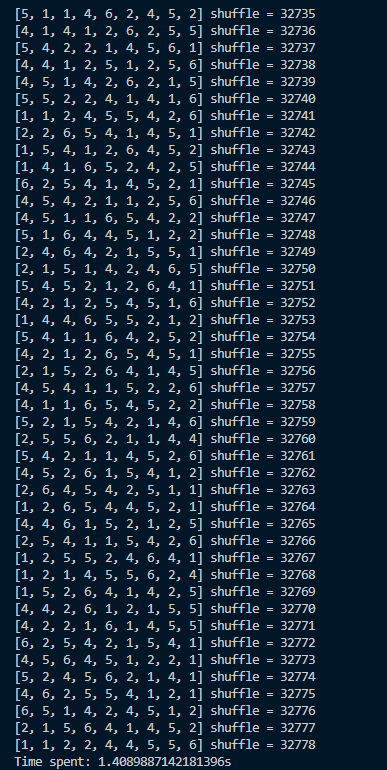 [5, 1, 1, 4, 6, 2, 4, 5, 2] shuffle = 32735
[4, 1, 4, 1, 2, 6, 2, 5, 5] shuffle = 32736
[5, 4, 2, 2, 1, 4, 5, 6, 1] shuffle = 32737
[4, 4, 1, 2, 5, 1, 2, 5, 6] shuffle = 32738
[4, 5, 1, 4, 2, 6, 2, 1, 5] shuffle = 32739
[5, 5, 2, 2, 4, 1, 4, 1, 6] shuffle = 32740
[1, 1, 2, 4, 5, 5, 4, 2, 6] shuffle = 32741
[2, 2, 6, 5, 4, 1, 4, 5, 1] shuffle = 32742
[1, 5, 4, 1, 2, 6, 4, 5, 2] shuffle = 32743
[1, 4, 1, 6, 5, 2, 4, 2, 5] shuffle = 32744
[6, 2, 5, 4, 1, 4, 5, 2, 1] shuffle = 32745
[4, 5, 4, 2, 1, 1, 2, 5, 6] shuffle = 32746
[4, 5, 1, 1, 6, 5, 4, 2, 2] shuffle = 32747
[5, 1, 6, 4, 4, 5, 1, 2, 2] shuffle = 32748
[2, 4, 6, 4, 2, 1, 5, 5, 1] shuffle = 32749
[2, 1, 5, 1, 4, 2, 4, 6, 5] shuffle = 32750
[5, 4, 5, 2, 1, 2, 6, 4, 1] shuffle = 32751
[4, 2, 1, 2, 5, 4, 5, 1, 6] shuffle = 32752
[1, 4, 4, 6, 5, 5, 2, 1, 2] shuffle = 32753
[5, 4, 1, 1, 6, 4, 2, 5, 2] shuffle = 32754
[4, 2, 1, 2, 6, 5, 4, 5, 1] shuffle = 32755
[2, 1, 5, 2, 6, 4, 1, 4, 5] shuffle = 32756
[4, 5, 4, 1, 1, 5, 2, 2, 6] shuffle = 32757
[4, 1, 1, 6, 5, 4, 5, 2, 2] shuffle = 32758
[5, 2, 1, 5, 4, 2, 1, 4, 6] shuffle = 32759
[2, 5, 5, 6, 2, 1, 1, 4, 4] shuffle = 32760
[5, 4, 2, 1, 1, 4, 5, 2, 6] shuffle = 32761
[4, 5, 2, 6, 1, 5, 4, 1, 2] shuffle = 32762
[2, 6, 4, 5, 4, 2, 5, 1, 1] shuffle = 32763
[1, 2, 6, 5, 4, 4, 5, 2, 1] shuffle = 32764
[4, 4, 6, 1, 5, 2, 1, 2, 5] shuffle = 32765
[2, 5, 4, 1, 1, 5, 4, 2, 6] shuffle = 32766
[1, 2, 5, 5, 2, 4, 6, 4, 1] shuffle = 32767
[1, 2, 1, 4, 5, 5, 6, 2, 4] shuffle = 32768
[1, 5, 2, 6, 4, 1, 4, 2, 5] shuffle = 32769
[4, 4, 2, 6, 1, 2, 1, 5, 5] shuffle = 32770
[4, 2, 2, 1, 6, 1, 4, 5, 5] shuffle = 32771
[6, 2, 5, 4, 2, 1, 5, 4, 1] shuffle = 32772
[4, 5, 6, 4, 5, 1, 2, 2, 1] shuffle = 32773
[5, 2, 4, 5, 6, 2, 1, 4, 1] shuffle = 32774
[4, 6, 2, 5, 5, 4, 1, 2, 1] shuffle = 32775
[6, 5, 1, 4, 2, 4, 5, 1, 2] shuffle = 32776
[2, 1, 5, 6, 4, 1, 4, 5, 2] shuffle = 32777
[1, 1, 2, 2, 4, 4, 5, 5, 6] shuffle = 32778
Time spent: 1.4089887142181396s